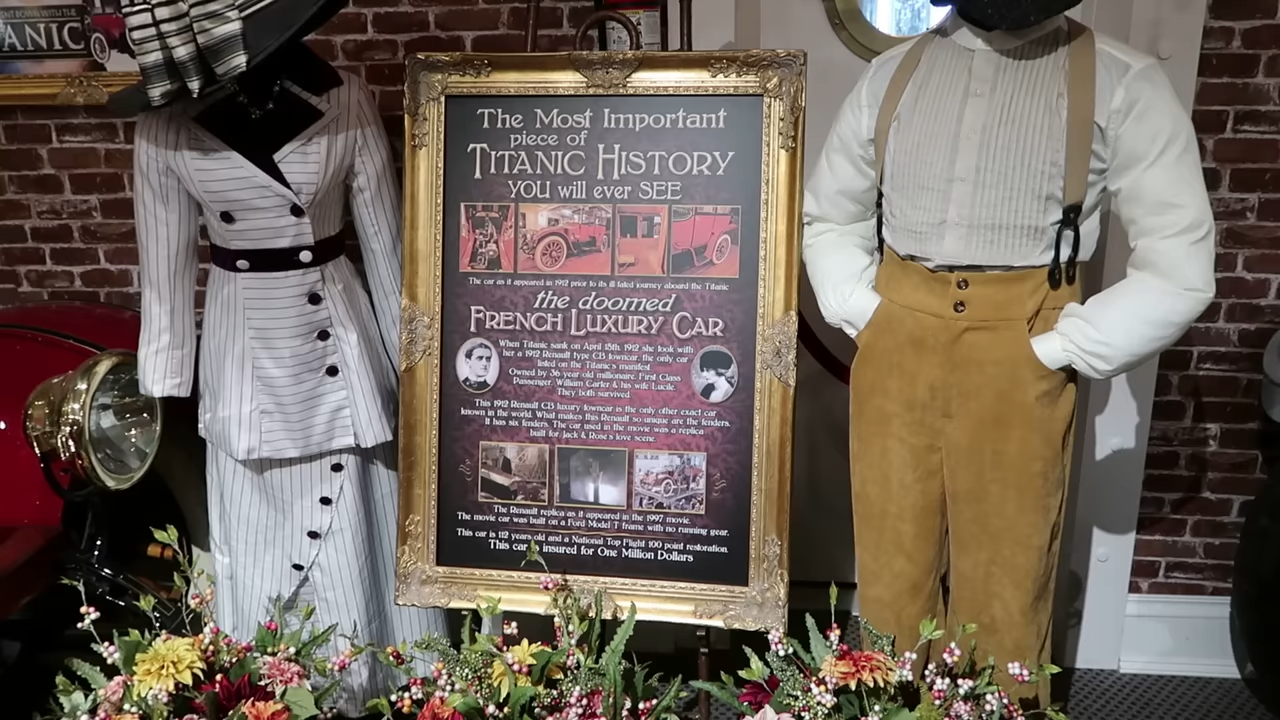 ENT DOWN WITH THE
ANIC
The Most Important
piece of
TITANIC HISTORY
YOU will ever SEE
The car as it appeared in 1912 prior to its ill fated journey aboard the Titanic
the doomed
FRENCH LUXURY CAR
When Titanic sank on April 15th, 1912 she took with
her a 1912 Renault type CB towncar, the only car
listed on the Titanic's manifest.
Owned by 36 year old millionaire, First Class
Passenger, William Carter & his wife Lucile.
They both survived.
This 1912 Renault CB luxury towncar is the only other exact car
known in the world. What makes this Renault so unique are the fenders.
It has six fenders. The car used in the movie was a replica
built for Jack & Rose's love scene.
The Renault replica as it appeared in the 1997 movie.
The movie car was built on a Ford Model T frame with no running gear.
This car is 112 years old and a National Top Flight 100 point restoration.
This car is insured for One Million Dollars